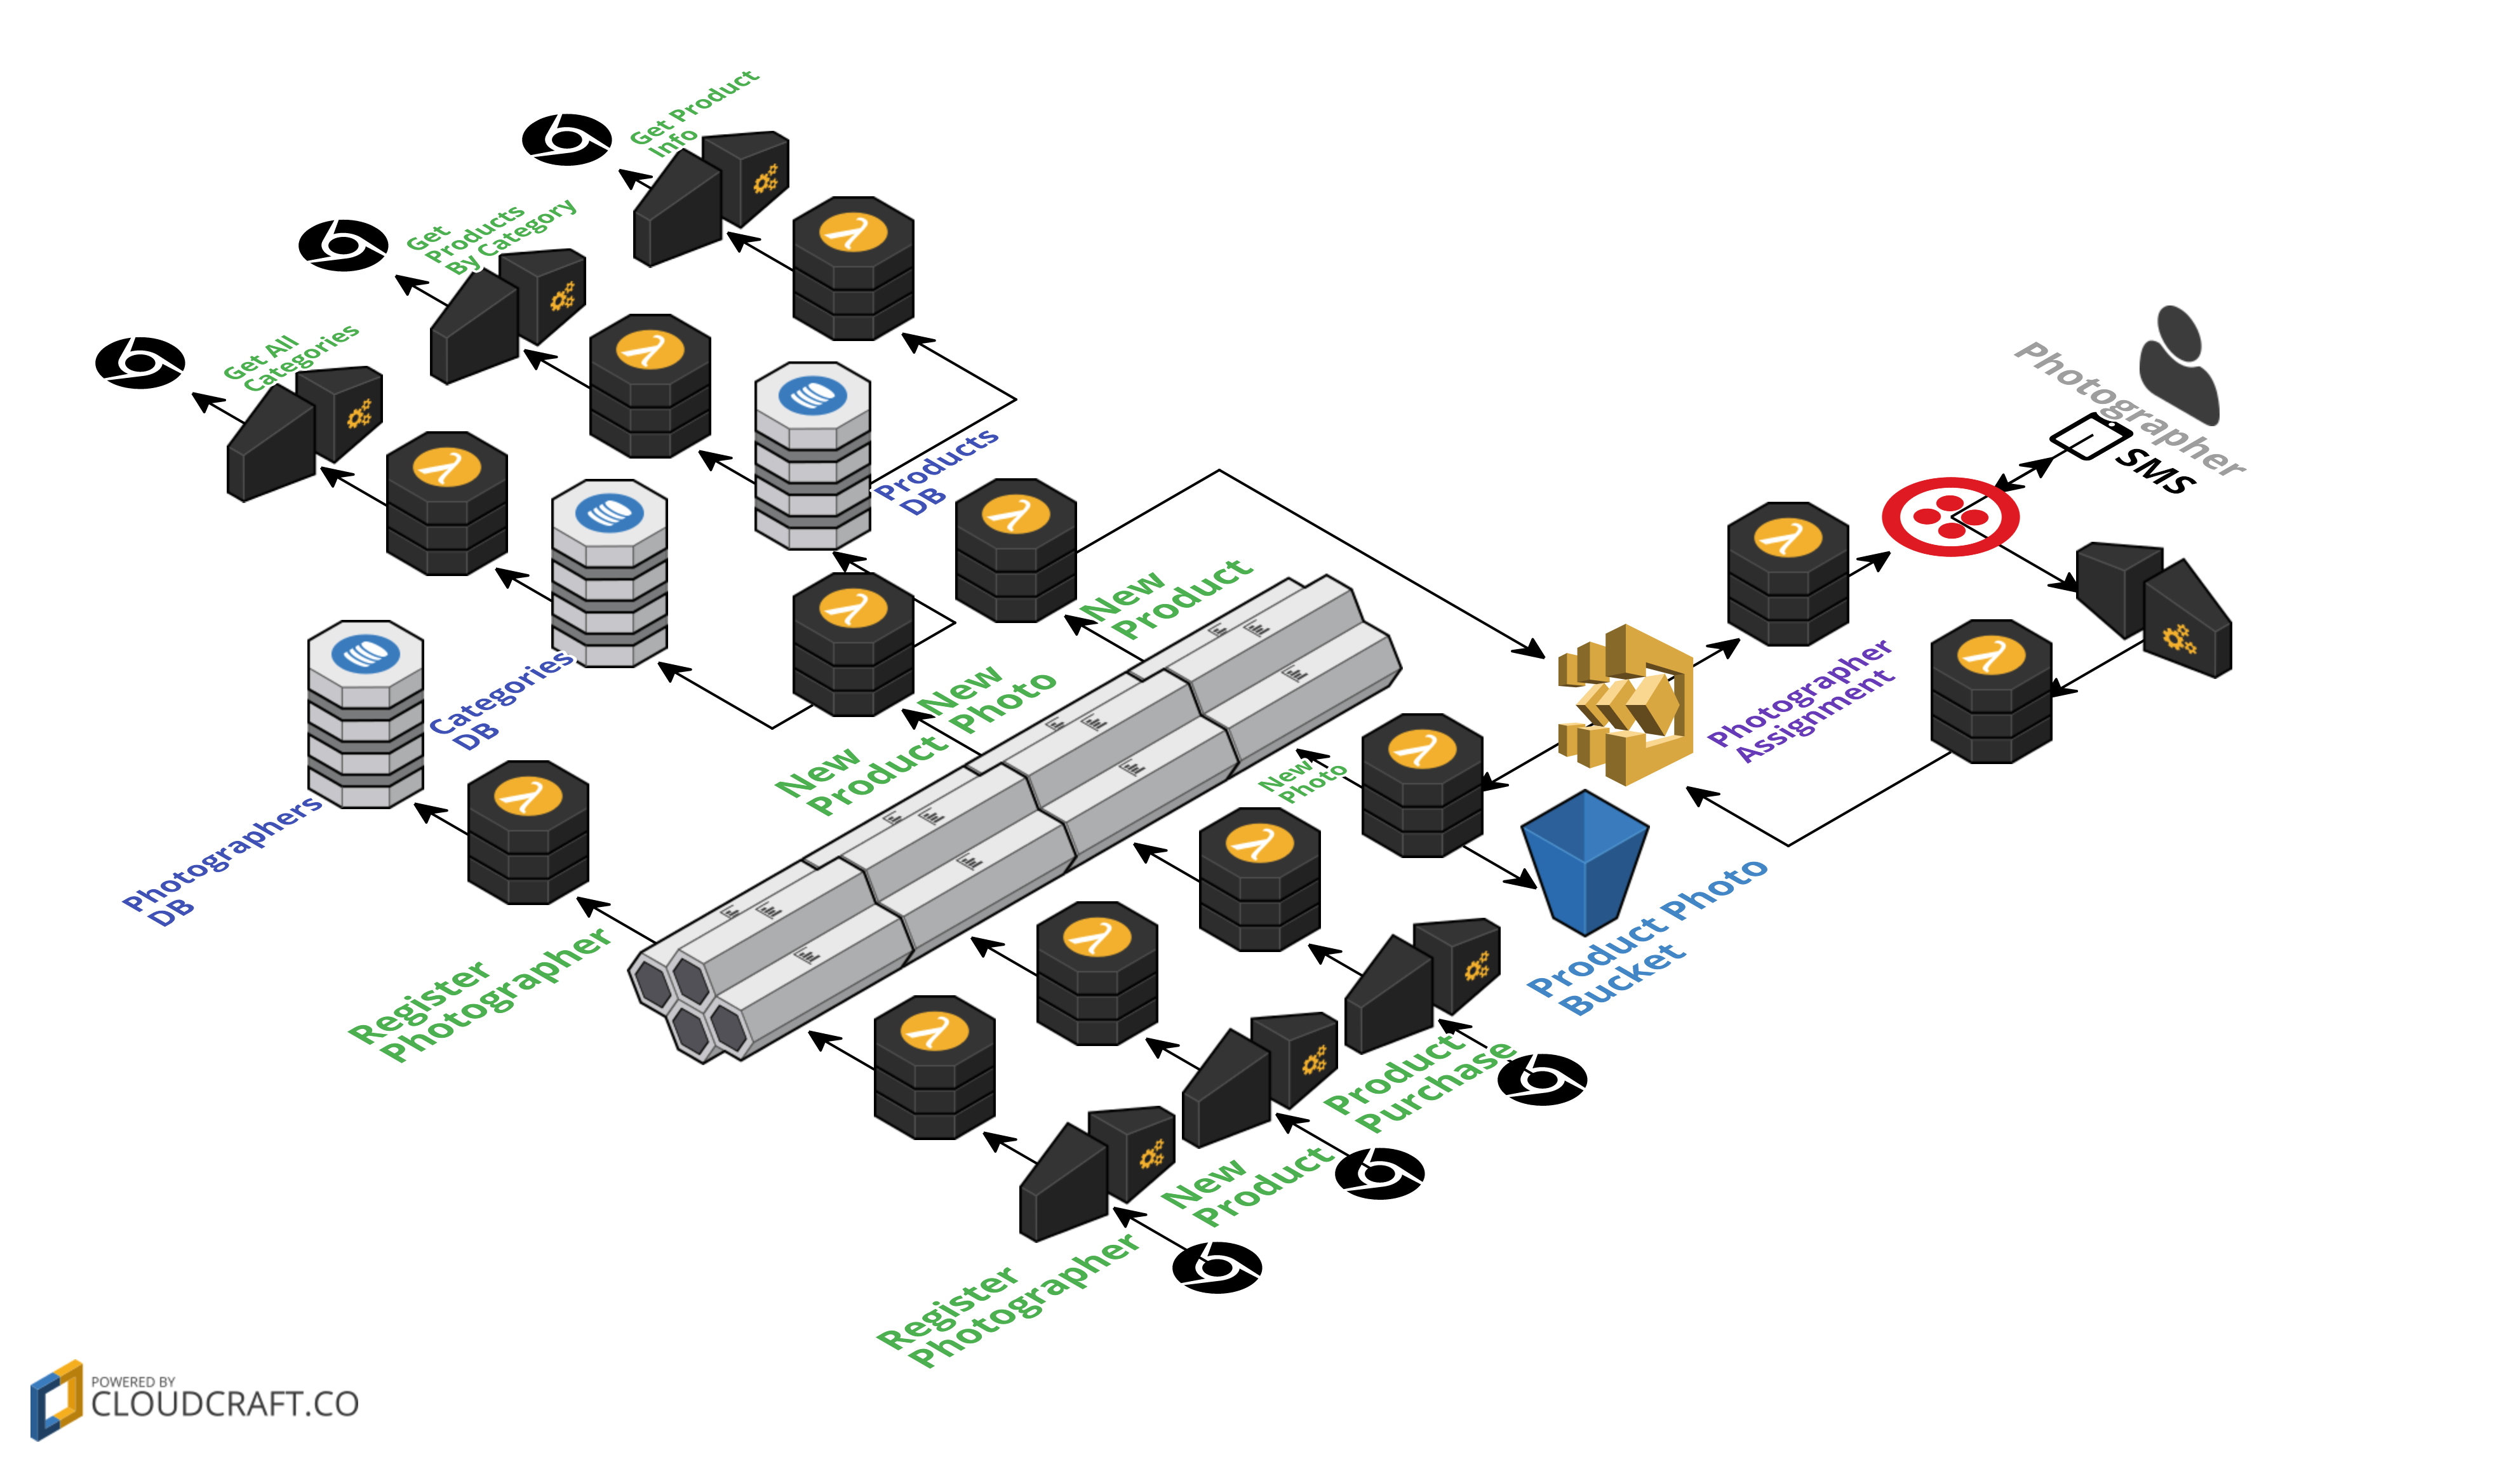 Get Product
Info
Get
Products
By Category
Get All
Categories
Photographer
SMS
Products
DB
New
Product
New
Product Photo
Categories
DB
Photographer
Assignment
New
Photo
Photographers
DB
Product Photo
Bucket
Register
Photographer
Product
Purchase
New
Product
Register
Photographer
POWERED BY
CLOUDCRAFT.CO
New
Photo